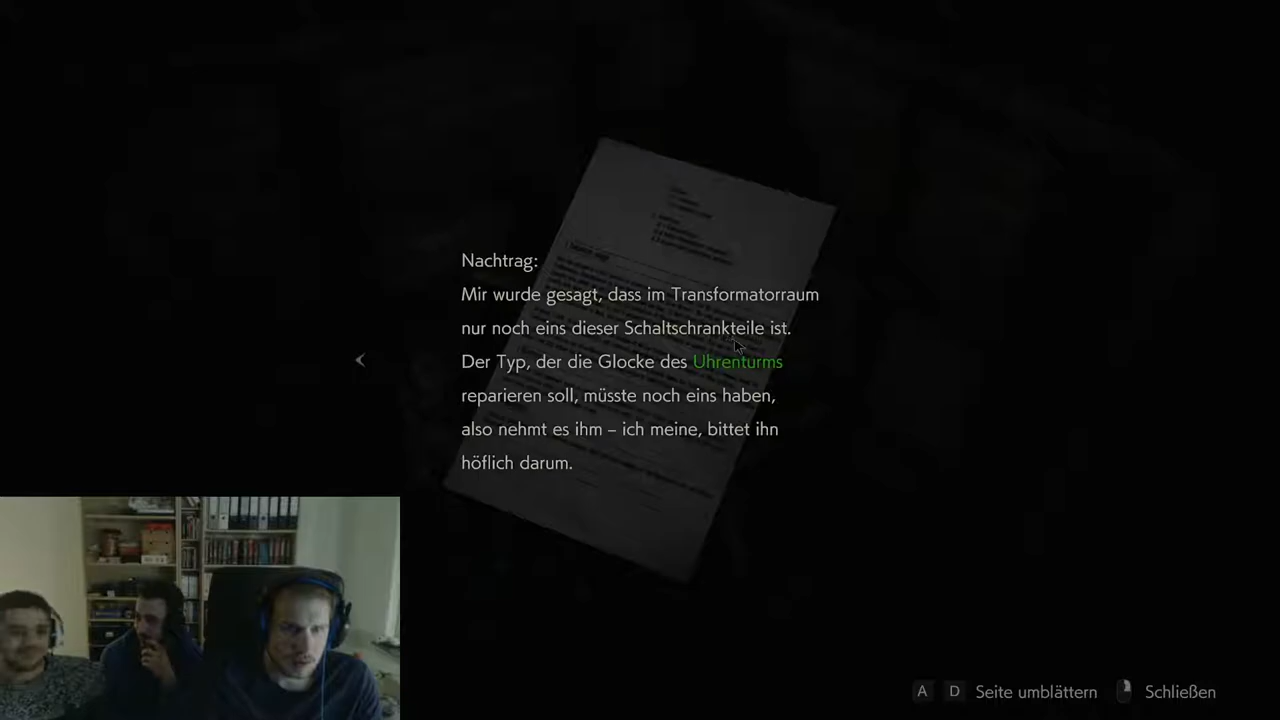 Nachtrag:
Mir wurde gesagt, dass im Transformatorraum
nur noch eins dieser Schaltschrankteile ist.
Der Typ, der die Glocke des Uhrenturms
reparieren soll, müsste noch eins haben,
also nehmt es ihm – ich meine, bittet ihn
höflich darum.
A D Seite umblättern Schließen